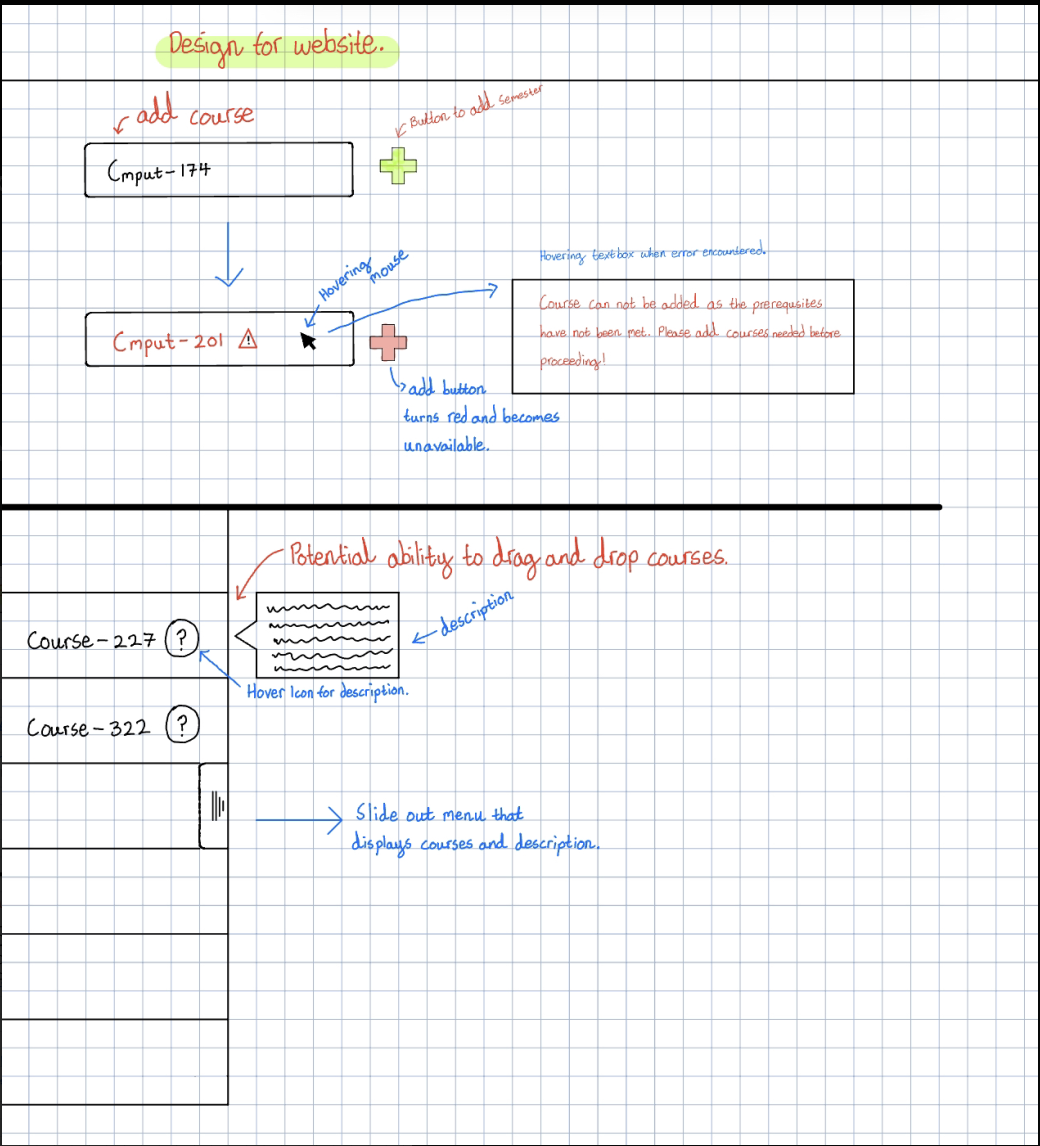 Design for website.
add course
Button to add semester
Cmput-174
Hovering mouse
Hovering textbox when error encountered.
Course can not be added as the prerequsites
have not been met. Please add courses needed before
proceeding!
Cmput-201
add button
turns red and becomes
unavailable.
Potential ability to drag and drop courses.
description
Course-227 ?
Hover Icon for description.
Course-322 ?
Slide out menu that
displays courses and description.